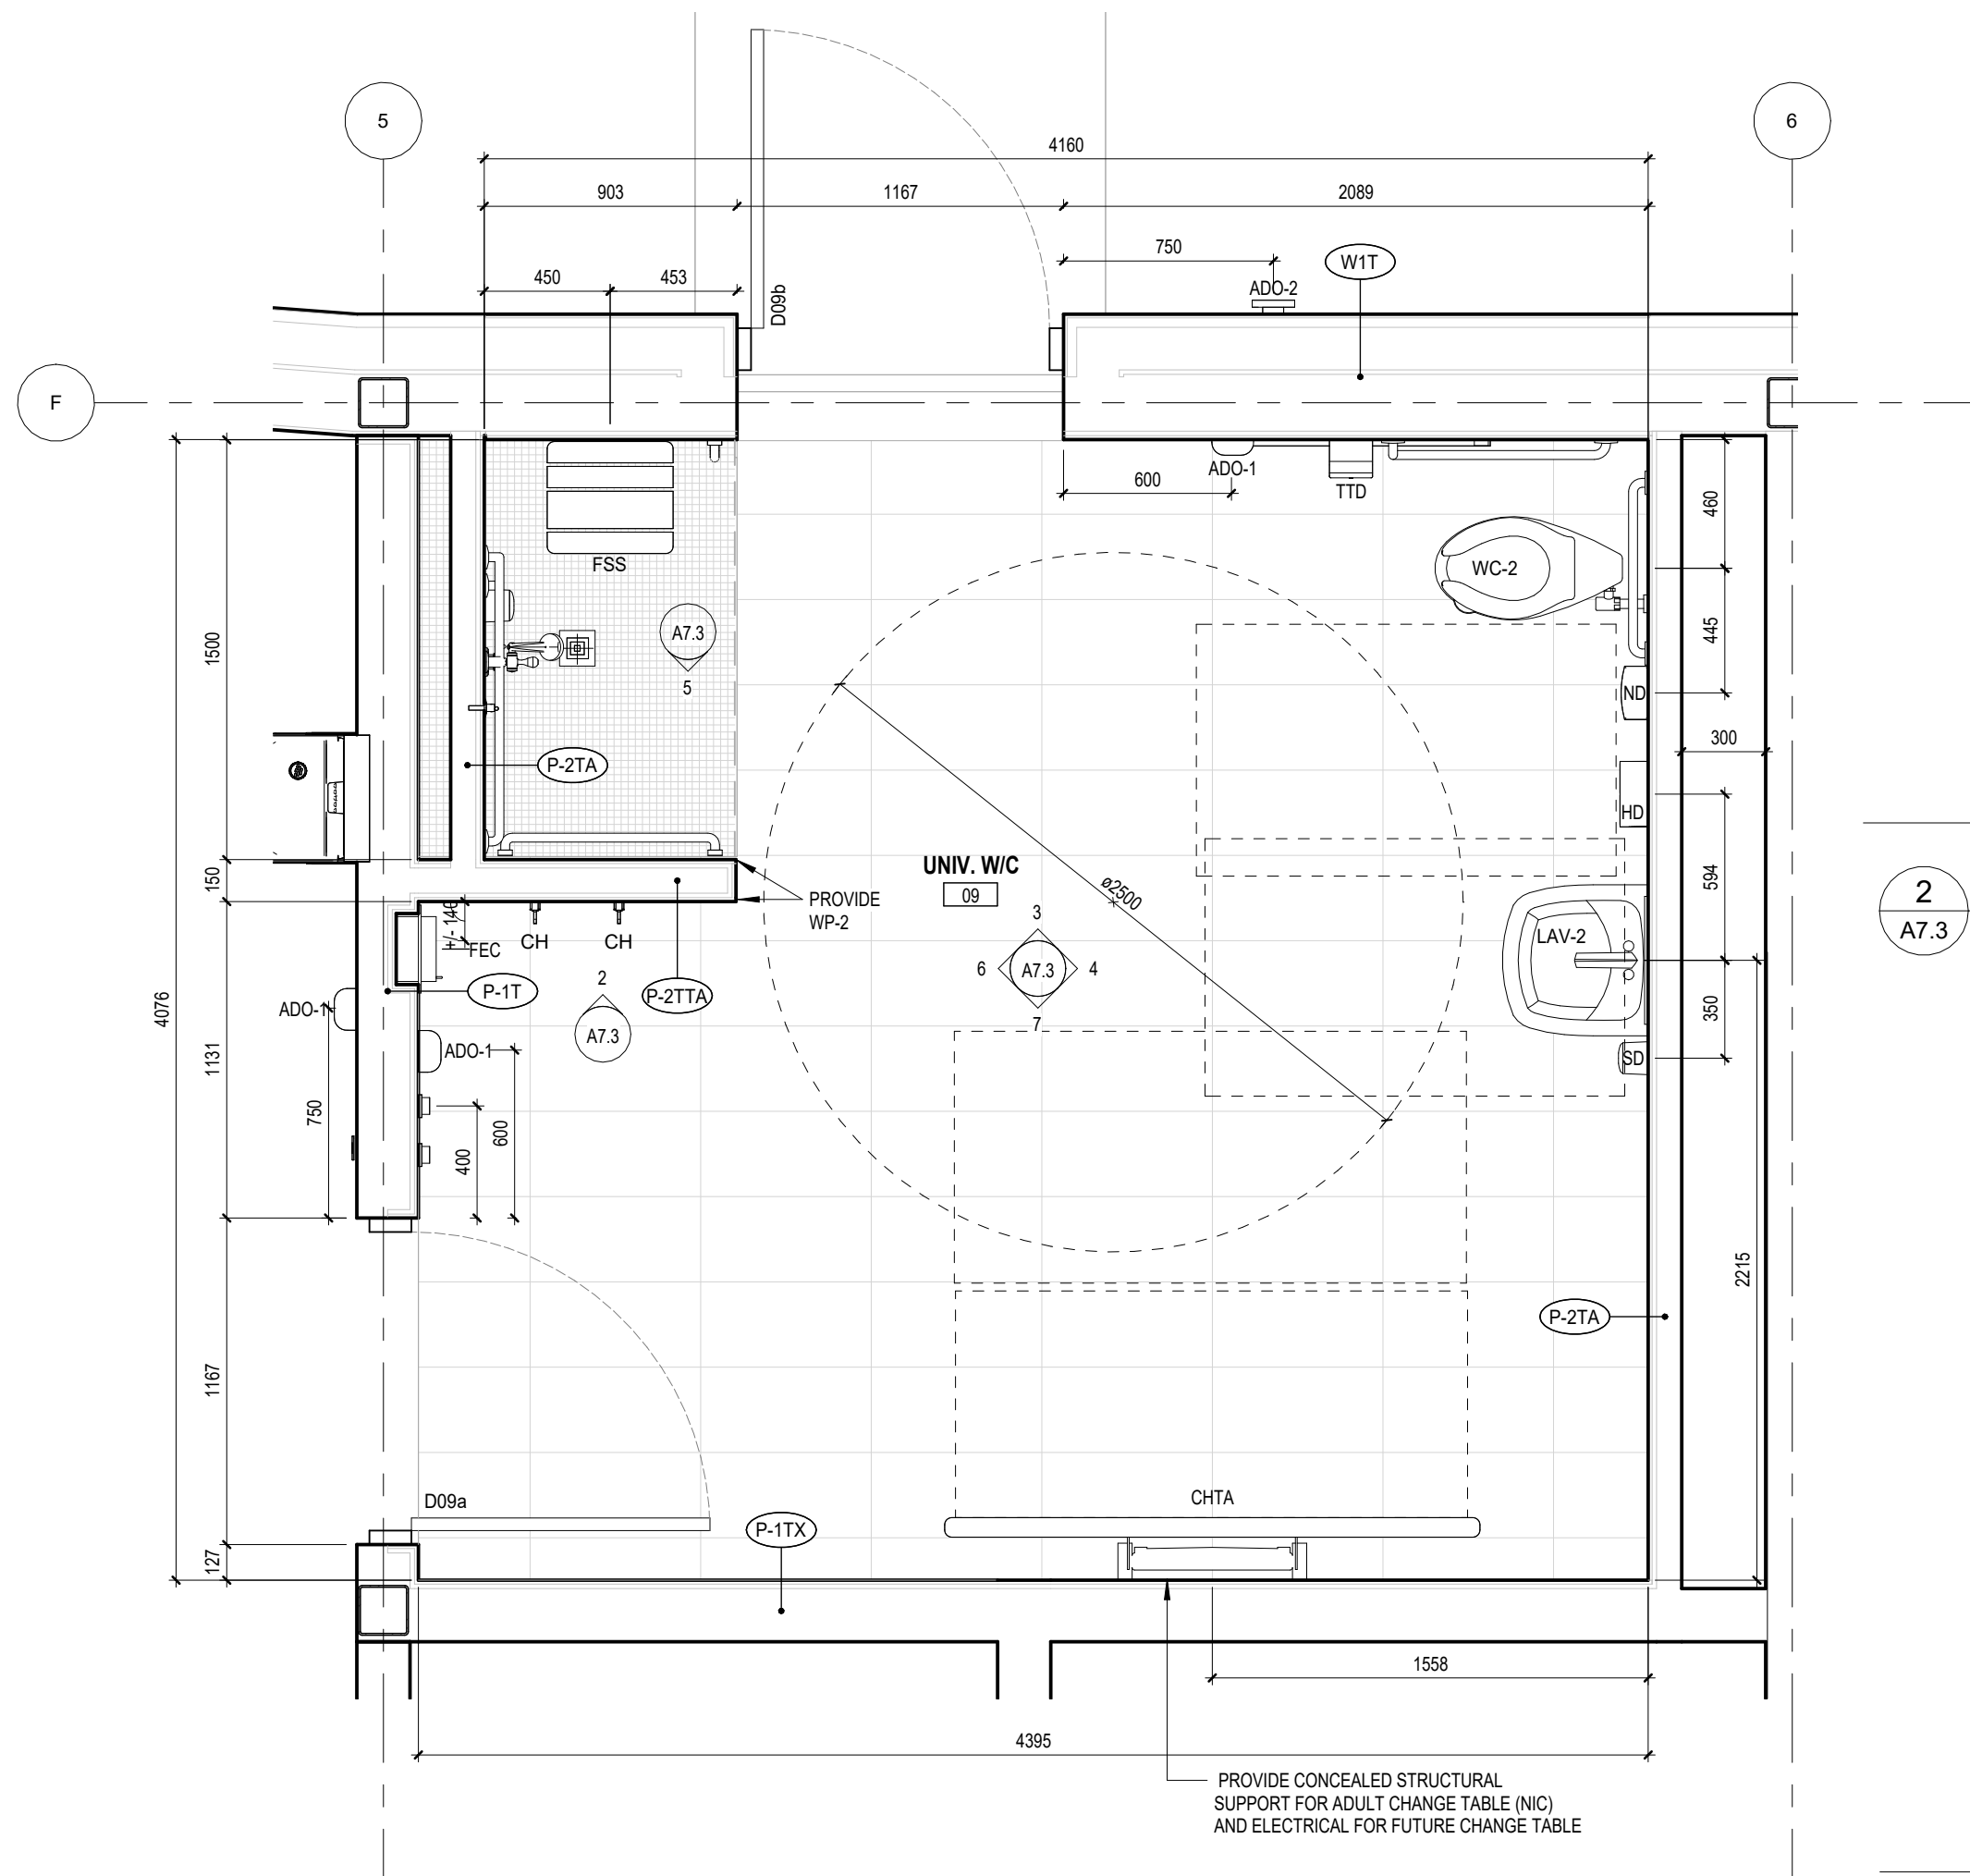 5
6
4160
903
1167
2089
750
450
453
ADO-2
W1T
D09b
F
ADO-1
600
TTD
460
FSS
WC-2
A7.3
5
445
1500
ND
300
P-2TA
HD
594
150
UNIV. W/C
09
ø2500
PROVIDE
WP-2
2
A7.3
+/- 140
FEC
CH
CH
3
6
A7.3
4
7
LAV-2
P-1T
P-2TTA
2
A7.3
ADO-1
ADO-1
350
SD
4076
1131
750
400
600
2215
1167
P-2TA
D09a
CHTA
P-1TX
127
1558
4395
PROVIDE CONCEALED STRUCTURAL
SUPPORT FOR ADULT CHANGE TABLE (NIC)
AND ELECTRICAL FOR FUTURE CHANGE TABLE